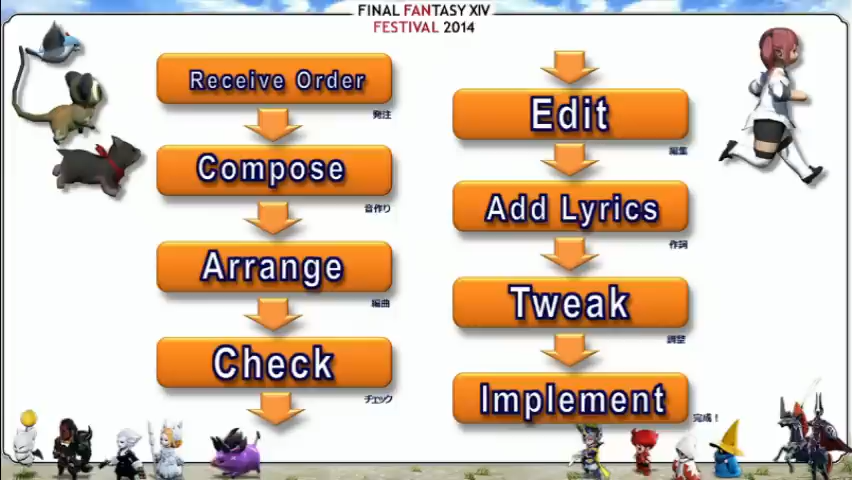 FINAL FANTASY XIV
FESTIVAL 2014
Receive Order
発注
Compose
音作り
Arrange
編曲
Check
チェック
Edit
編集
Add Lyrics
作詞
Tweak
調整
Implement
完成！